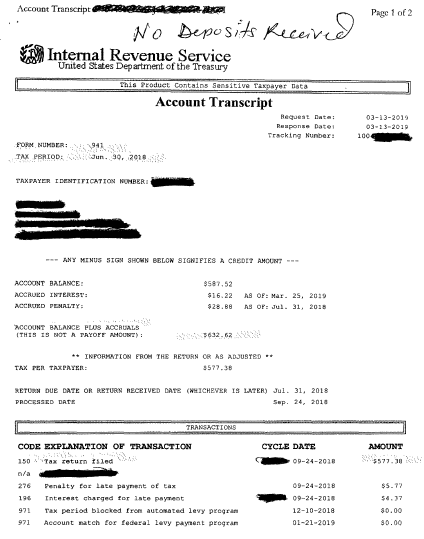 Account Transcript
Page 1 of 2
No Deposits Received
Internal Revenue Service
United States Department of the Treasury
This Product Contains Sensitive Taxpayer Data
Account Transcript
Request Date: 03-13-2019
Response Date: 03-13-2019
Tracking Number: 100
FORM NUMBER: 941
TAX PERIOD: Jun. 30, 2018
TAXPAYER IDENTIFICATION NUMBER:
--- ANY MINUS SIGN SHOWN BELOW SIGNIFIES A CREDIT AMOUNT ---
ACCOUNT BALANCE: $587.52
ACCRUED INTEREST: $16.22 AS OF: Mar. 25, 2019
ACCRUED PENALTY: $28.88 AS OF: Jul. 31, 2018
ACCOUNT BALANCE PLUS ACCRUALS
(THIS IS NOT A PAYOFF AMOUNT): $632.62
** INFORMATION FROM THE RETURN OR AS ADJUSTED **
TAX PER TAXPAYER: $577.38
RETURN DUE DATE OR RETURN RECEIVED DATE (WHICHEVER IS LATER) Jul. 31, 2018
PROCESSED DATE Sep. 24, 2018
TRANSACTIONS
CODE EXPLANATION OF TRANSACTION CYCLE DATE AMOUNT
150 Tax return filed 09-24-2018 $577.38
n/a
276 Penalty for late payment of tax 09-24-2018 $5.77
196 Interest charged for late payment 09-24-2018 $4.37
971 Tax period blocked from automated levy program 12-10-2018 $0.00
971 Account match for federal levy payment program 01-21-2019 $0.00